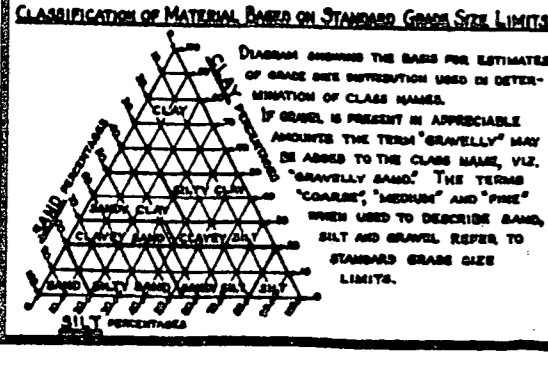 CLASSIFICATION OF MATERIAL BASED ON STANDARD GRADE SIZE LIMITS
DIAGRAM SHOWING THE BASIS FOR ESTIMATES
OF GRADE SIZE DISTRIBUTION USED IN DETER-
MINATION OF CLASS NAMES.
IF GRAVEL IS PRESENT IN APPRECIABLE
AMOUNTS THE TERM "GRAVELLY" MAY
BE ADDED TO THE CLASS NAME, VIZ.
"GRAVELLY SAND." THE TERMS
"COARSE", "MEDIUM" AND "FINE"
WHEN USED TO DESCRIBE SAND,
SILT AND GRAVEL REFER TO
STANDARD GRADE SIZE
LIMITS.
CLAY PERCENTAGES
SAND PERCENTAGES
CLAY
SILTY CLAY
SANDY CLAY
CLAYEY SAND CLAYEY SILT
SAND SILTY SAND SANDY SILT SILT
SILT PERCENTAGES